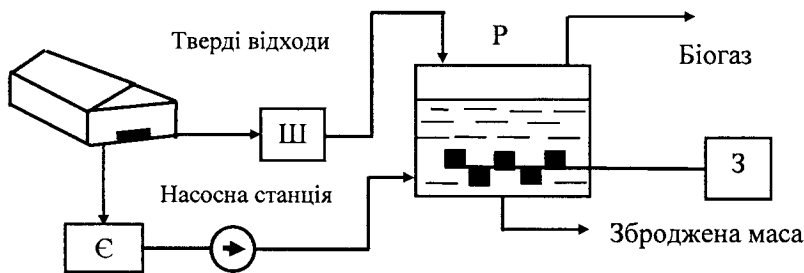 Тверді відходи
Р
Біогаз
Ш
З
Насосна станція
Є
Зброджена маса